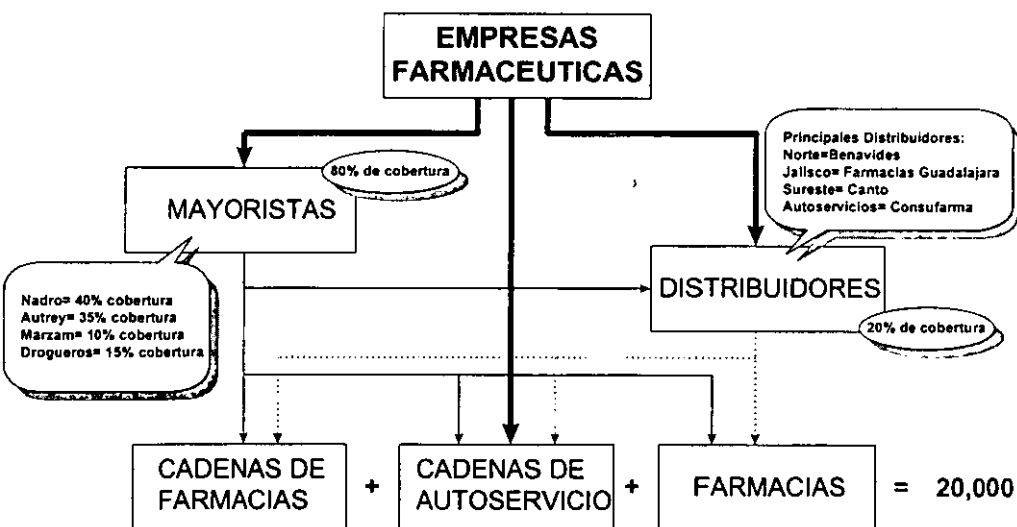 EMPRESAS
FARMACEUTICAS
80% de cobertura
MAYORISTAS
Principales Distribuidores:
Norte=Benavides
Jalisco= Farmacias Guadalajara
Sureste= Canto
Autoservicios= Consufarma
Nadro= 40% cobertura
Autrey= 35% cobertura
Marzam= 10% cobertura
Drogueros= 15% cobertura
DISTRIBUIDORES
20% de cobertura
CADENAS DE
FARMACIAS
+
CADENAS DE
AUTOSERVICIO
+
FARMACIAS
= 20,000